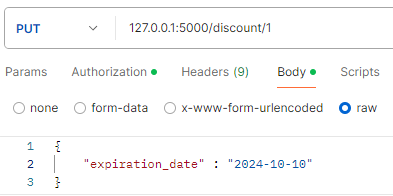 PUT 127.0.0.1:5000/discount/1
Params Authorization Headers (9) Body Scripts
none form-data x-www-form-urlencoded raw
1 {
2 "expiration_date" : "2024-10-10"
3 }